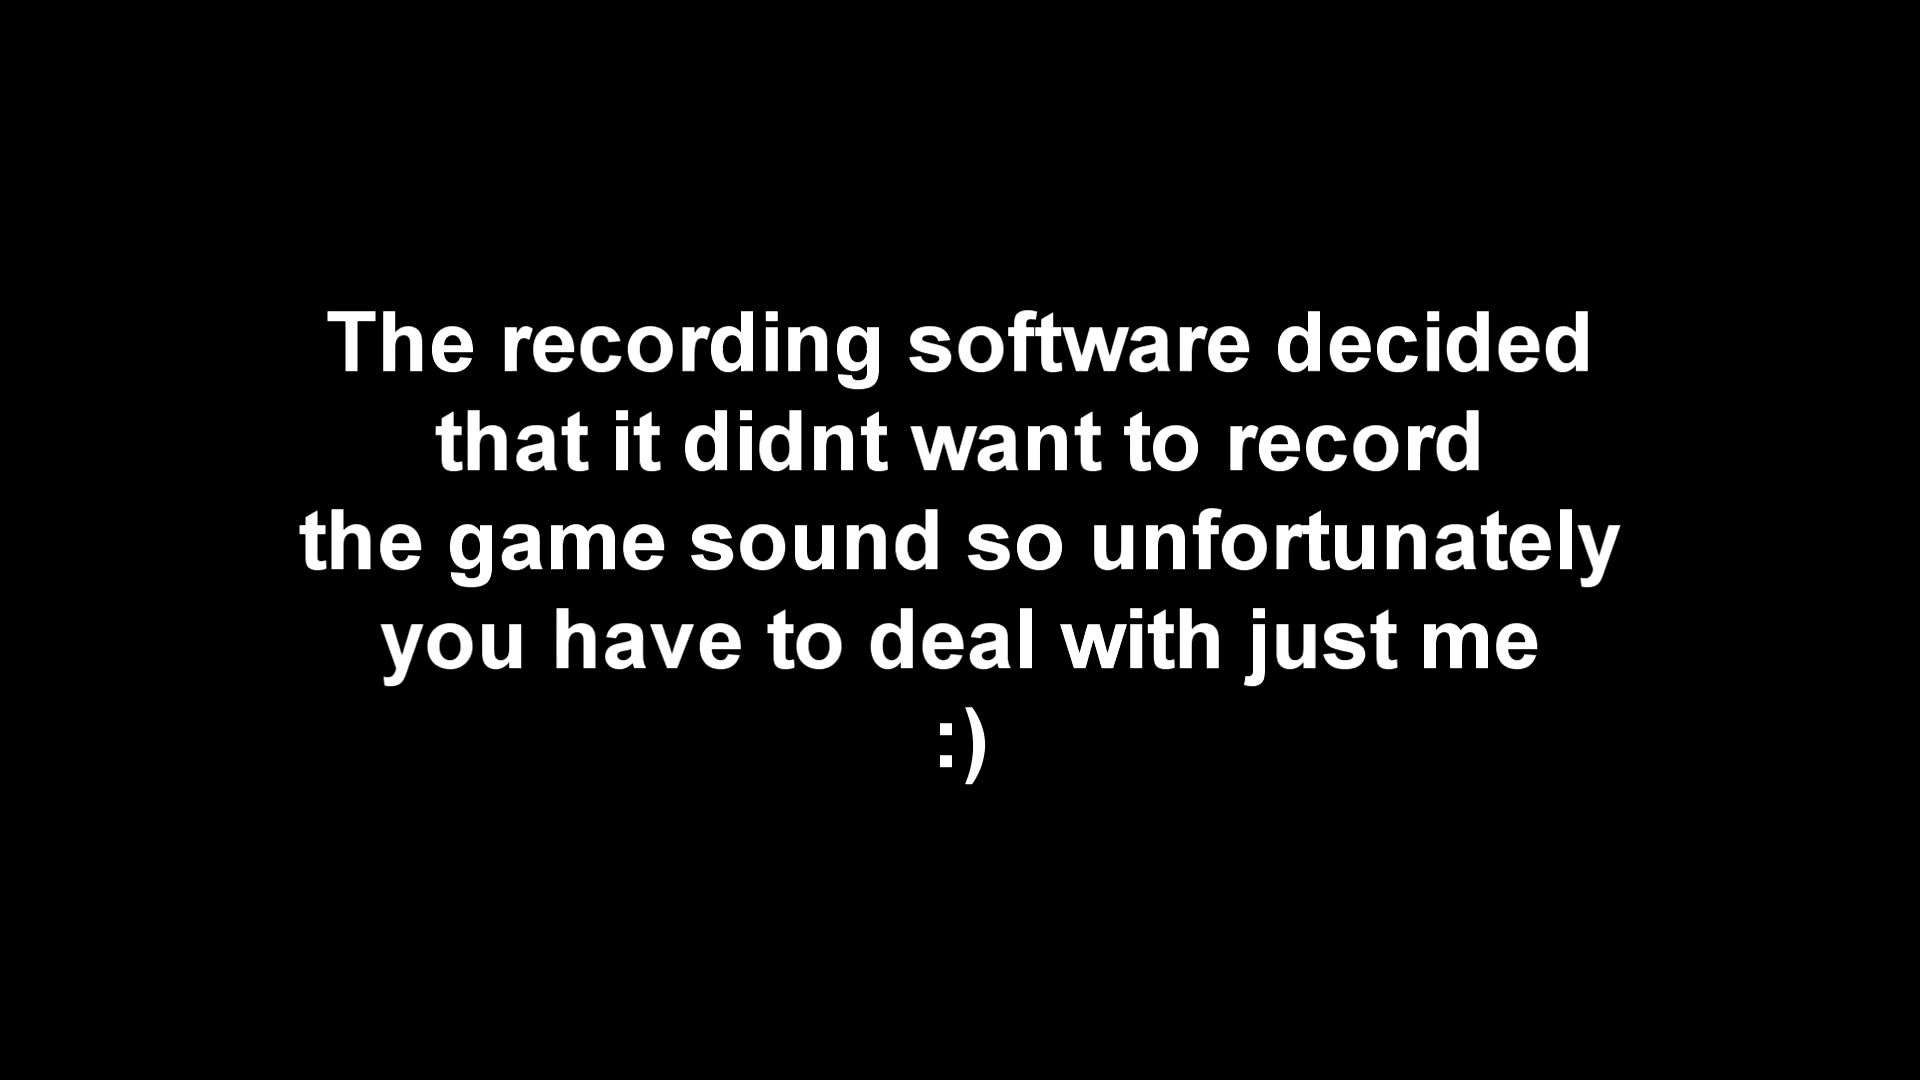 The recording software decided
that it didnt want to record
the game sound so unfortunately
you have to deal with just me
:)